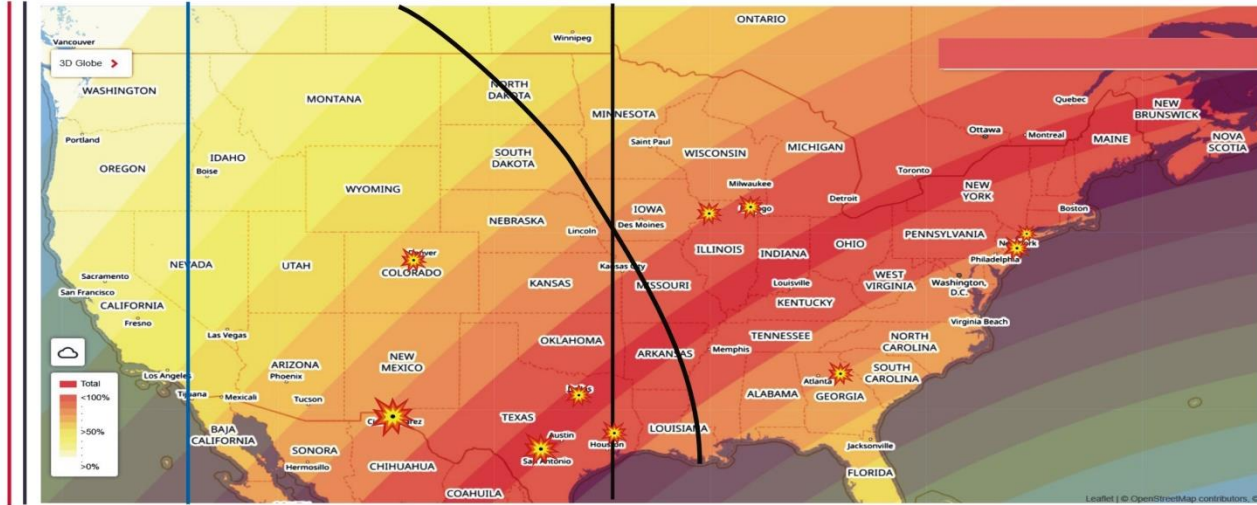 ONTARIO
Vancouver
Winnipeg
3D Globe
WASHINGTON
MONTANA
NORTH
DAKOTA
MINNESOTA
Quebec
NEW
BRUNSWICK
Portland
OREGON
IDAHO
Boise
SOUTH
DAKOTA
Saint Paul
WISCONSIN
MICHIGAN
Ottawa
Montreal
MAINE
NOVA
SCOTIA
WYOMING
Milwaukee
Detroit
Toronto
NEW
YORK
Boston
NEBRASKA
IOWA
Des Moines
Lincoln
ILLINOIS
INDIANA
OHIO
PENNSYLVANIA
Philadelphia
NEVADA
UTAH
COLORADO
KANSAS
Kansas City
MISSOURI
Louisville
KENTUCKY
WEST
VIRGINIA
Washington,
D.C.
Sacramento
San Francisco
CALIFORNIA
Fresno
Las Vegas
Virginia Beach
OKLAHOMA
ARKANSAS
Memphis
TENNESSEE
NORTH
CAROLINA
SOUTH
CAROLINA
Los Angeles
ARIZONA
Phoenix
NEW
MEXICO
Tijuana
Mexicali
Tucson
Atlanta
GEORGIA
ALABAMA
TEXAS
Austin
San Antonio
LOUISIANA
BAJA
CALIFORNIA
SONORA
Hermosillo
CHIHUAHUA
COAHUILA
Jacksonville
FLORIDA
Total
<100%
>50%
>0%
Leaflet | © OpenStreetMap contributors, ©